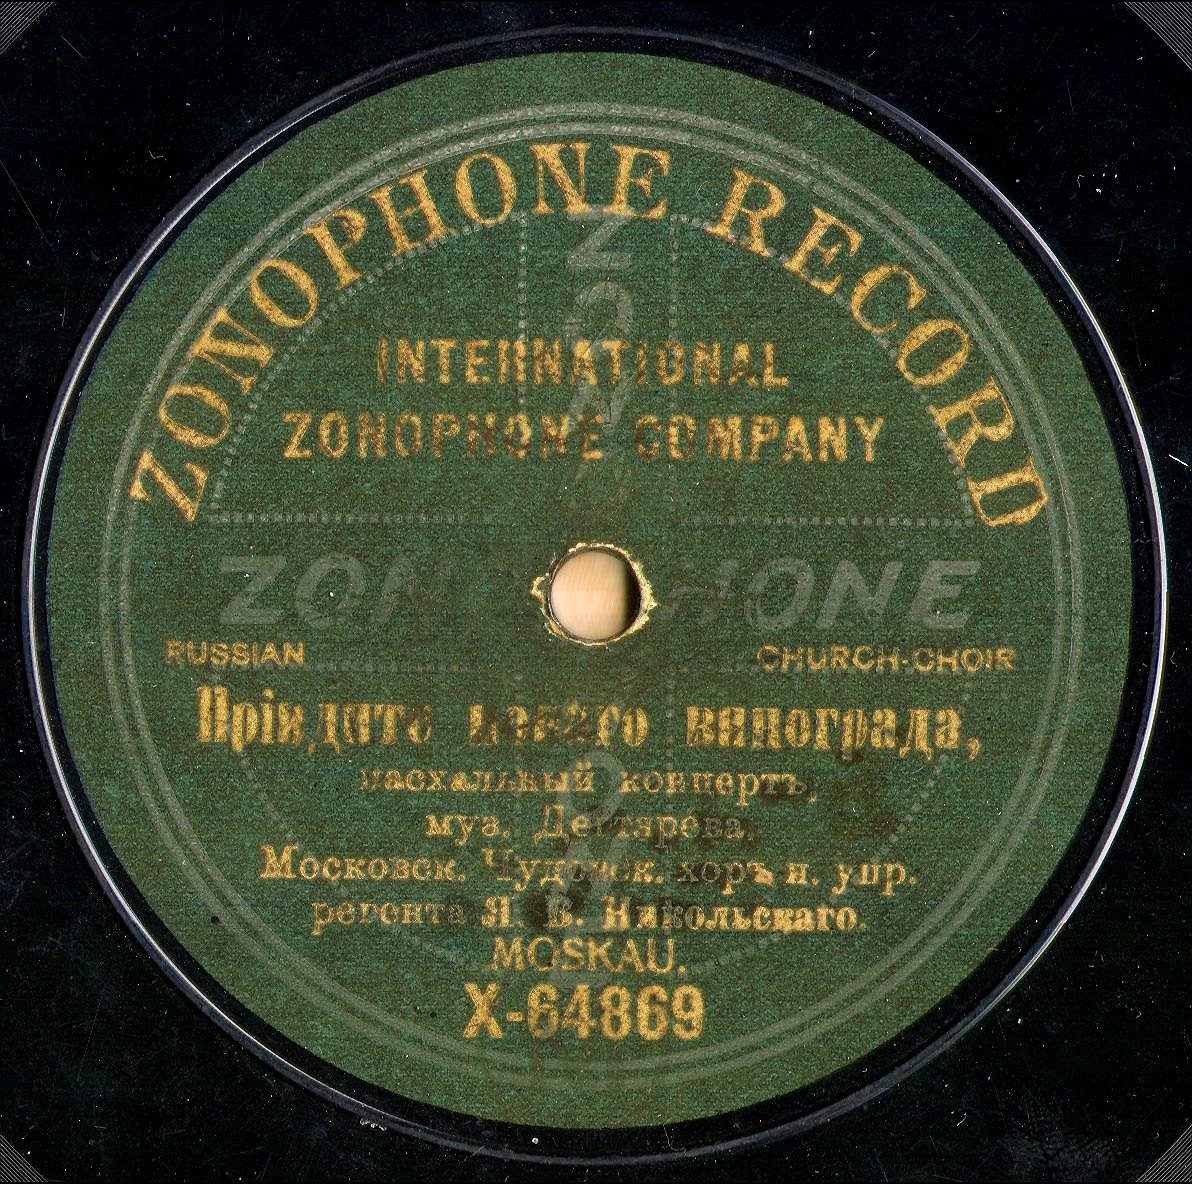 ZONOPHONE RECORD
INTERNATIONAL
ZONOPHONE COMPANY
ZONOPHONE
RUSSIAN CHURCH-CHOIR
Пріидите новаго винограда,
пасхальный концертъ,
муз. Дегтярева.
Московск. Чудовск. хоръ п. упр.
регента Я. В. Никольскаго.
MOSKAU.
X-64869